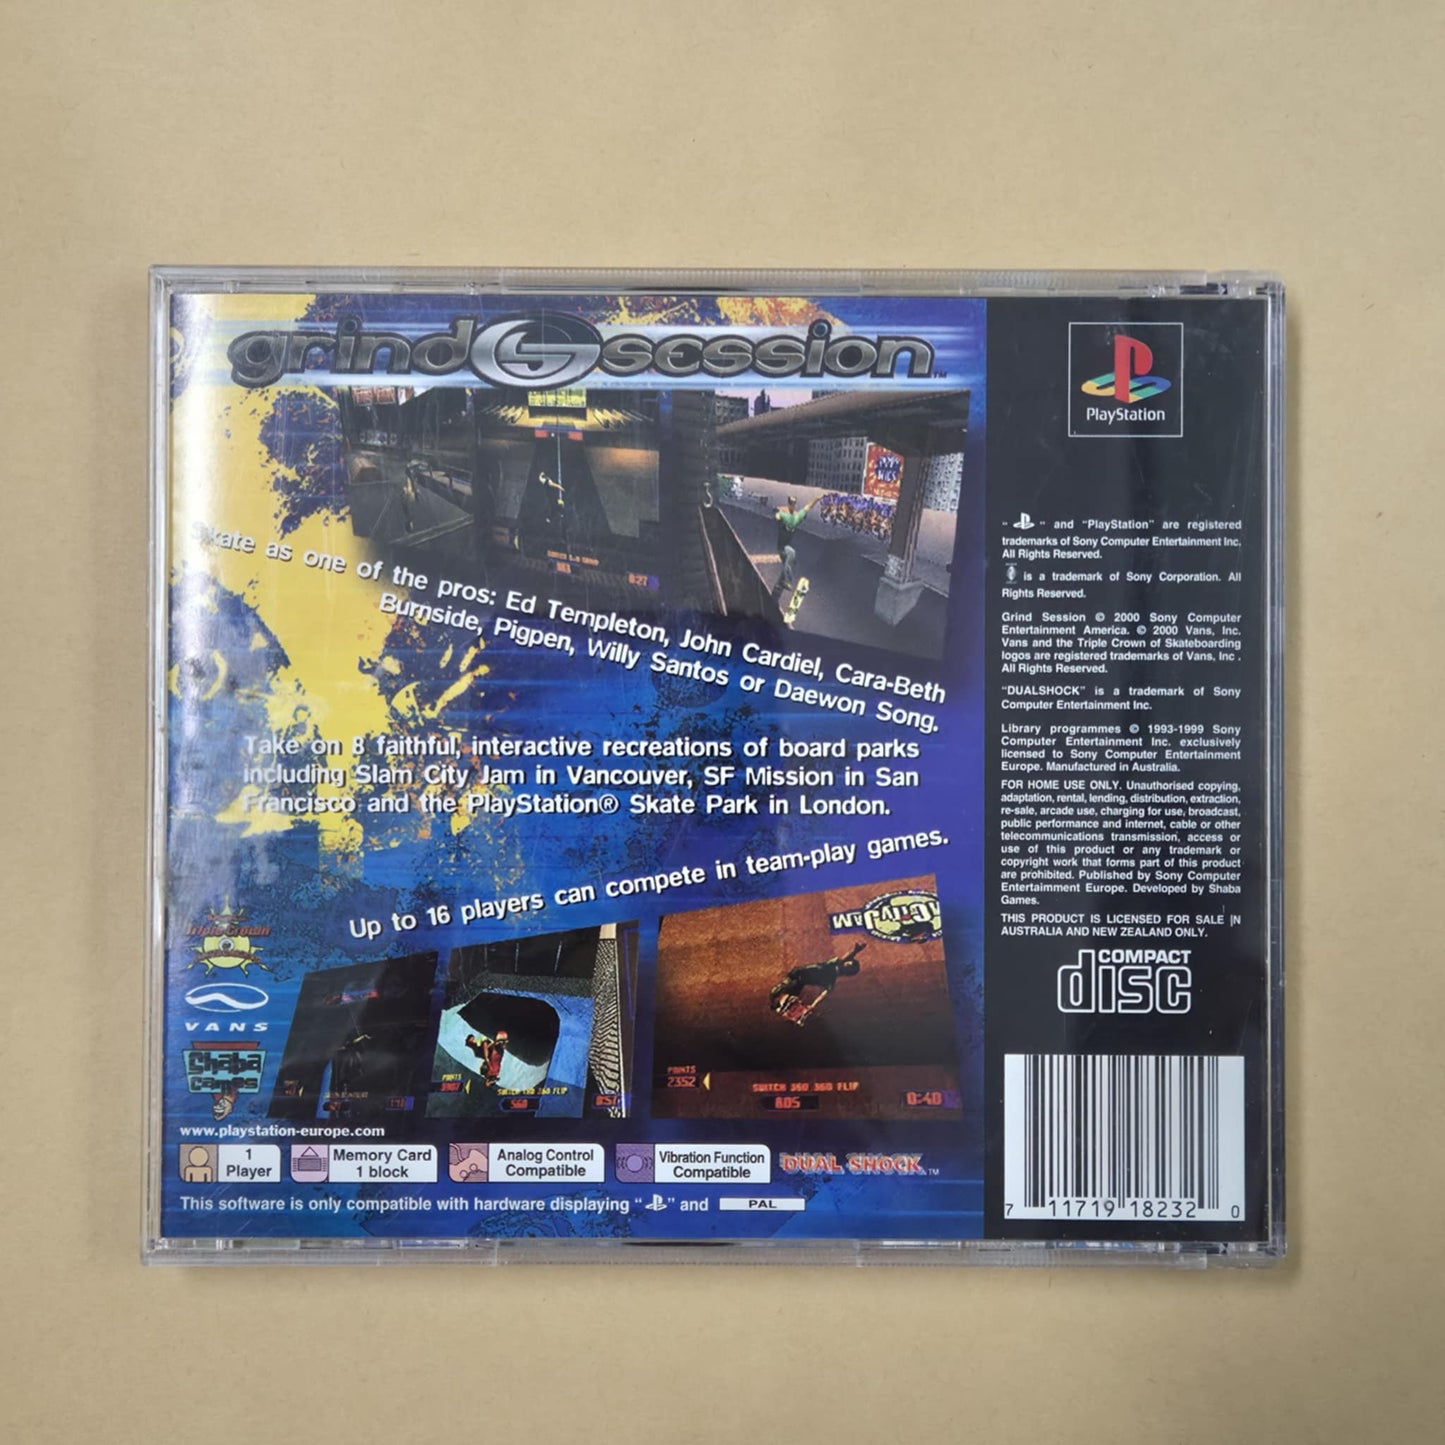 grind session™
Skate as one of the pros: Ed Templeton, John Cardiel, Cara-Beth
Burnside, Pigpen, Willy Santos or Daewon Song.
Take on 8 faithful, interactive recreations of board parks
including Slam City Jam in Vancouver, SF Mission in San
Francisco and the PlayStation® Skate Park in London.
Up to 16 players can compete in team-play games.
Triple Crown
VANS
Shaba
Games
POINTS
2352
SWITCH 360 360 FLIP
805
0:40
www.playstation-europe.com
1
Player
Memory Card
1 block
Analog Control
Compatible
Vibration Function
Compatible
DUAL SHOCK™
This software is only compatible with hardware displaying " " and PAL
PlayStation
" " and "PlayStation" are registered
trademarks of Sony Computer Entertainment Inc.
All Rights Reserved.
is a trademark of Sony Corporation. All
Rights Reserved.
Grind Session © 2000 Sony Computer
Entertainment America. © 2000 Vans, Inc.
Vans and the Triple Crown of Skateboarding
logos are registered trademarks of Vans, Inc .
All Rights Reserved.
"DUALSHOCK" is a trademark of Sony
Computer Entertainment Inc.
Library programmes © 1993-1999 Sony
Computer Entertainment Inc. exclusively
licensed to Sony Computer Entertainment
Europe. Manufactured in Australia.
FOR HOME USE ONLY. Unauthorised copying,
adaptation, rental, lending, distribution, extraction,
re-sale, arcade use, charging for use, broadcast,
public performance and internet, cable or other
telecommunications transmission, access or
use of this product or any trademark or
copyright work that forms part of this product
are prohibited. Published by Sony Computer
Entertainment Europe. Developed by Shaba
Games.
THIS PRODUCT IS LICENSED FOR SALE IN
AUSTRALIA AND NEW ZEALAND ONLY.
COMPACT
disc
7 11719 18232 0